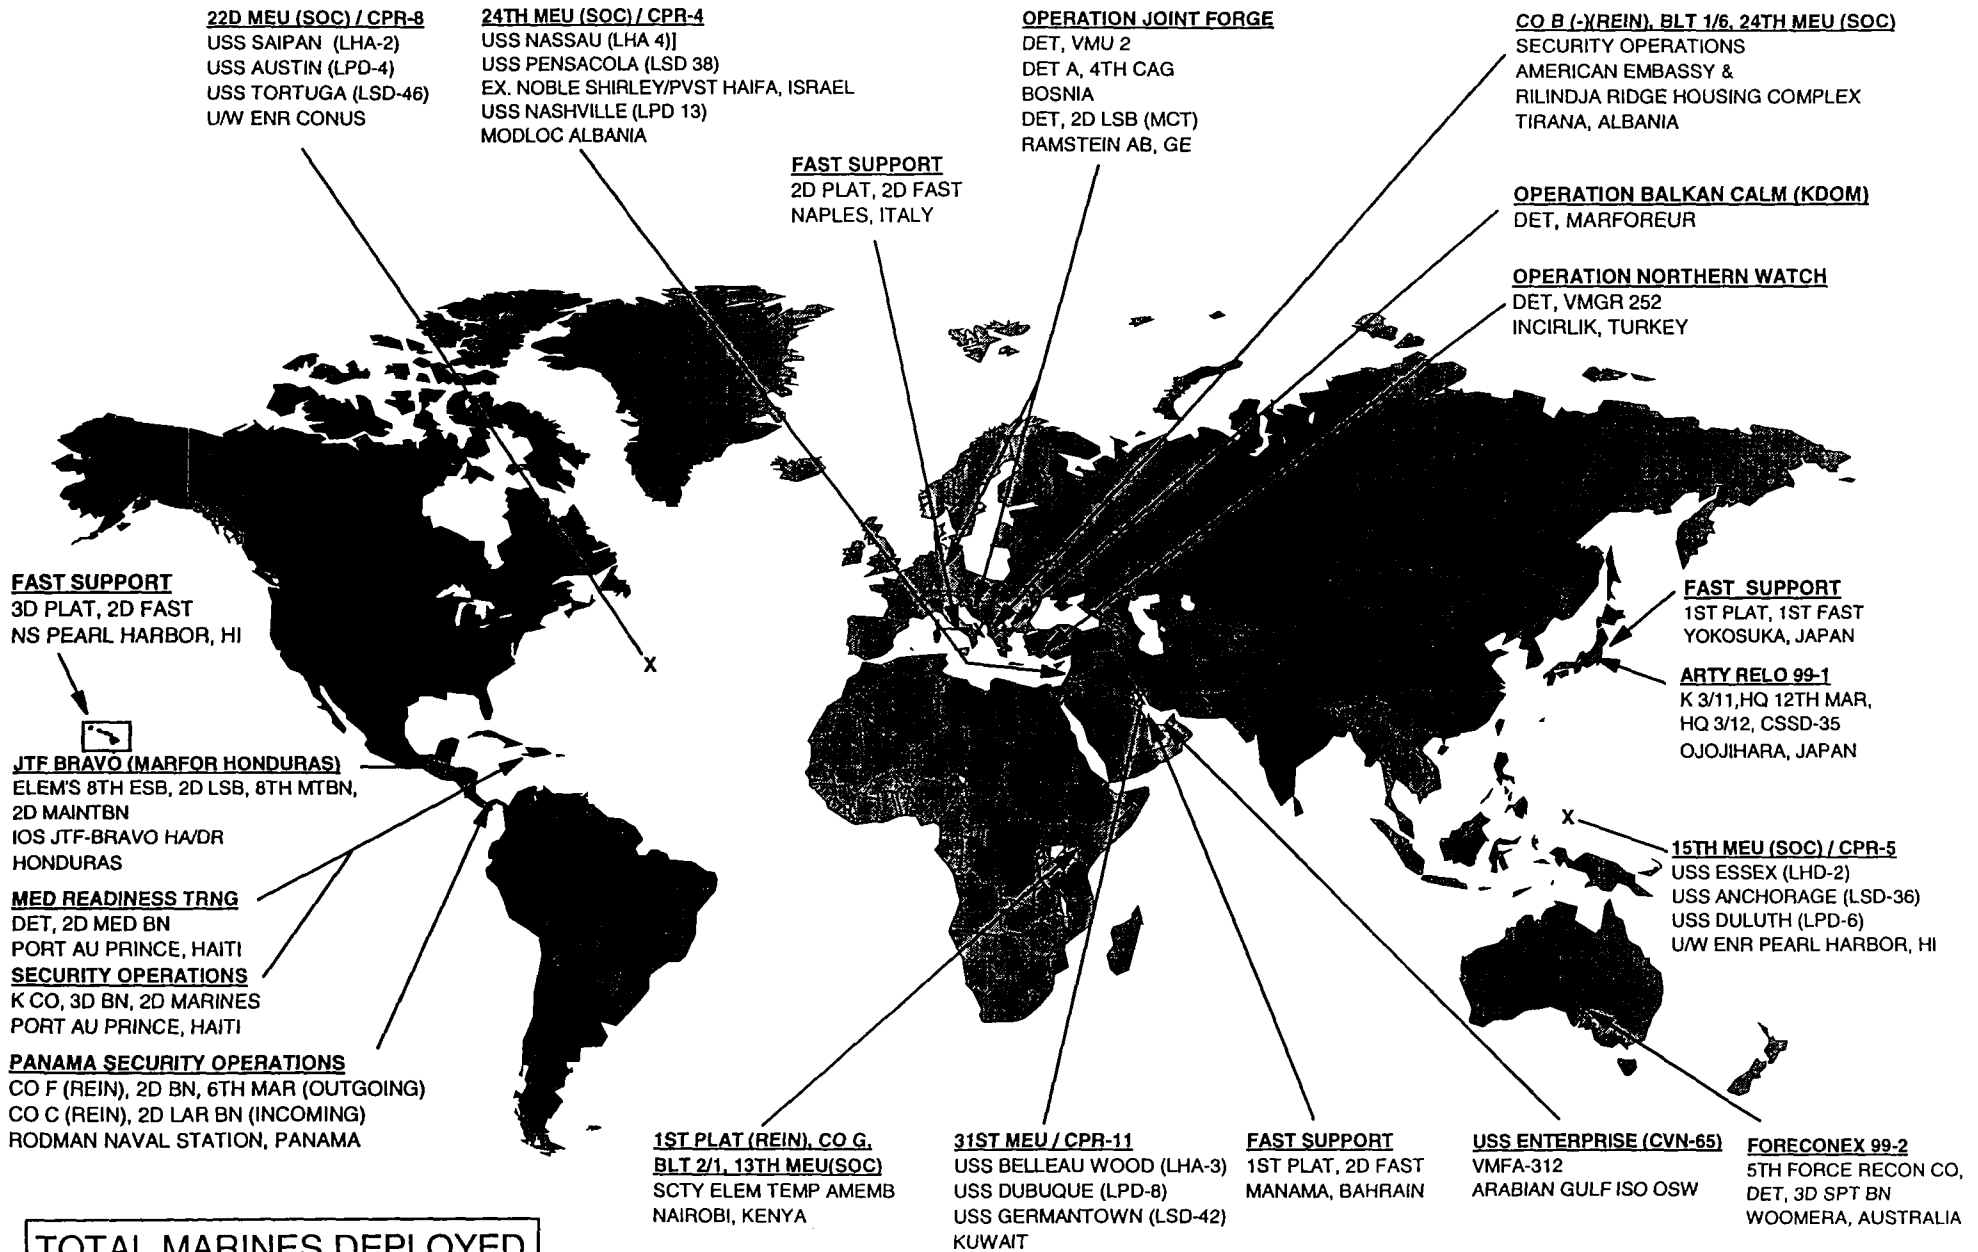 22D MEU (SOC) / CPR-8
USS SAIPAN (LHA-2)
USS AUSTIN (LPD-4)
USS TORTUGA (LSD-46)
U/W ENR CONUS
24TH MEU (SOC) / CPR-4
USS NASSAU (LHA 4)]
USS PENSACOLA (LSD 38)
EX. NOBLE SHIRLEY/PVST HAIFA, ISRAEL
USS NASHVILLE (LPD 13)
MODLOC ALBANIA
FAST SUPPORT
2D PLAT, 2D FAST
NAPLES, ITALY
OPERATION JOINT FORGE
DET, VMU 2
DET A, 4TH CAG
BOSNIA
DET, 2D LSB (MCT)
RAMSTEIN AB, GE
CO B (-)(REIN), BLT 1/6, 24TH MEU (SOC)
SECURITY OPERATIONS
AMERICAN EMBASSY &
RILINDJA RIDGE HOUSING COMPLEX
TIRANA, ALBANIA
OPERATION BALKAN CALM (KDOM)
DET, MARFOREUR
OPERATION NORTHERN WATCH
DET, VMGR 252
INCIRLIK, TURKEY
FAST SUPPORT
3D PLAT, 2D FAST
NS PEARL HARBOR, HI
X
JTF BRAVO (MARFOR HONDURAS)
ELEM'S 8TH ESB, 2D LSB, 8TH MTBN,
2D MAINTBN
IOS JTF-BRAVO HA/DR
HONDURAS
MED READINESS TRNG
DET, 2D MED BN
PORT AU PRINCE, HAITI
SECURITY OPERATIONS
K CO, 3D BN, 2D MARINES
PORT AU PRINCE, HAITI
PANAMA SECURITY OPERATIONS
CO F (REIN), 2D BN, 6TH MAR (OUTGOING)
CO C (REIN), 2D LAR BN (INCOMING)
RODMAN NAVAL STATION, PANAMA
FAST SUPPORT
1ST PLAT, 1ST FAST
YOKOSUKA, JAPAN
ARTY RELO 99-1
K 3/11,HQ 12TH MAR,
HQ 3/12, CSSD-35
OJOJIHARA, JAPAN
X
15TH MEU (SOC) / CPR-5
USS ESSEX (LHD-2)
USS ANCHORAGE (LSD-36)
USS DULUTH (LPD-6)
U/W ENR PEARL HARBOR, HI
1ST PLAT (REIN), CO G,
BLT 2/1, 13TH MEU(SOC)
SCTY ELEM TEMP AMEMB
NAIROBI, KENYA
31ST MEU / CPR-11
USS BELLEAU WOOD (LHA-3)
USS DUBUQUE (LPD-8)
USS GERMANTOWN (LSD-42)
KUWAIT
FAST SUPPORT
1ST PLAT, 2D FAST
MANAMA, BAHRAIN
USS ENTERPRISE (CVN-65)
VMFA-312
ARABIAN GULF ISO OSW
FORECONEX 99-2
5TH FORCE RECON CO,
DET, 3D SPT BN
WOOMERA, AUSTRALIA
TOTAL MARINES DEPLOYED